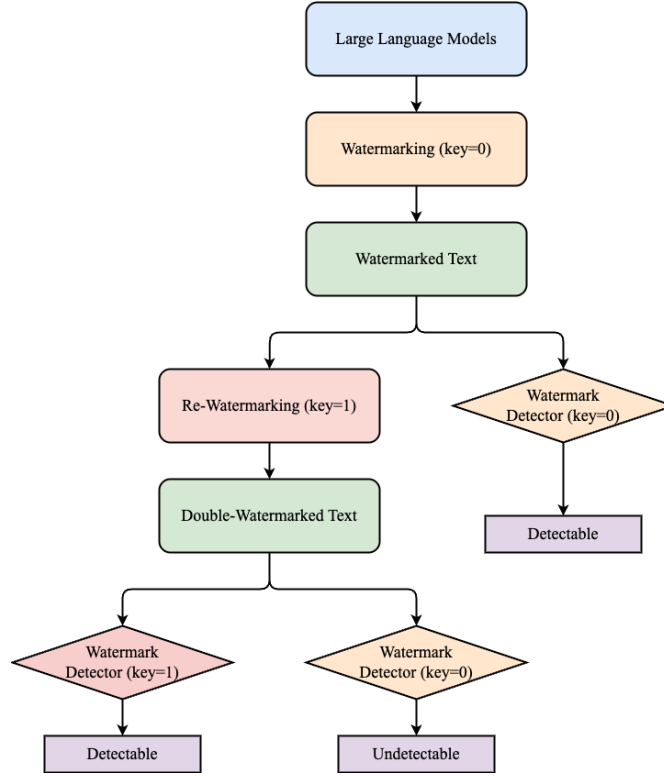 Large Language Models
Watermarking (key=0)
Watermarked Text
Re-Watermarking (key=1)
Watermark
Detector (key=0)
Double-Watermarked Text
Detectable
Watermark
Detector (key=1)
Watermark
Detector (key=0)
Detectable
Undetectable